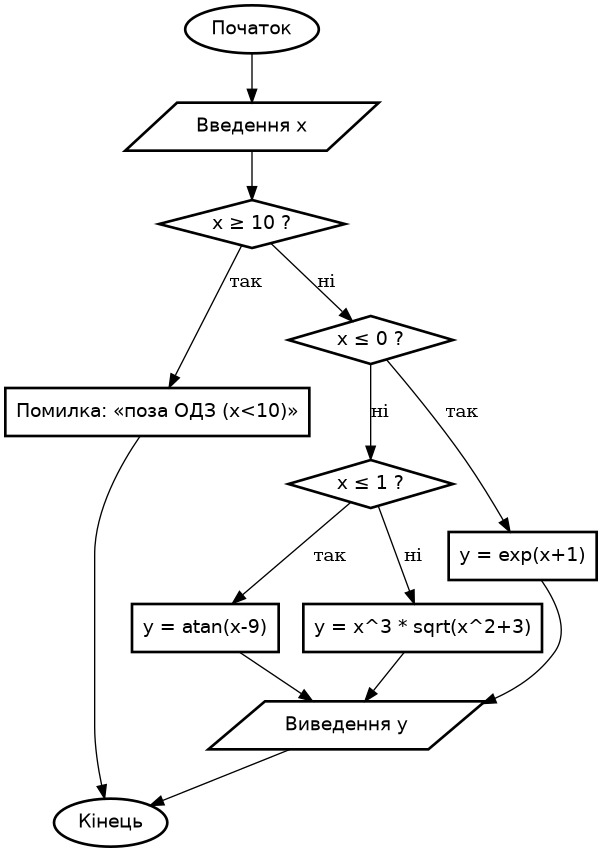 Початок
Введення x
x ≥ 10 ?
так
ні
x ≤ 0 ?
Помилка: «поза ОДЗ (x<10)»
ні
так
x ≤ 1 ?
так
ні
y = exp(x+1)
y = atan(x-9)
y = x^3 * sqrt(x^2+3)
Виведення y
Кінець